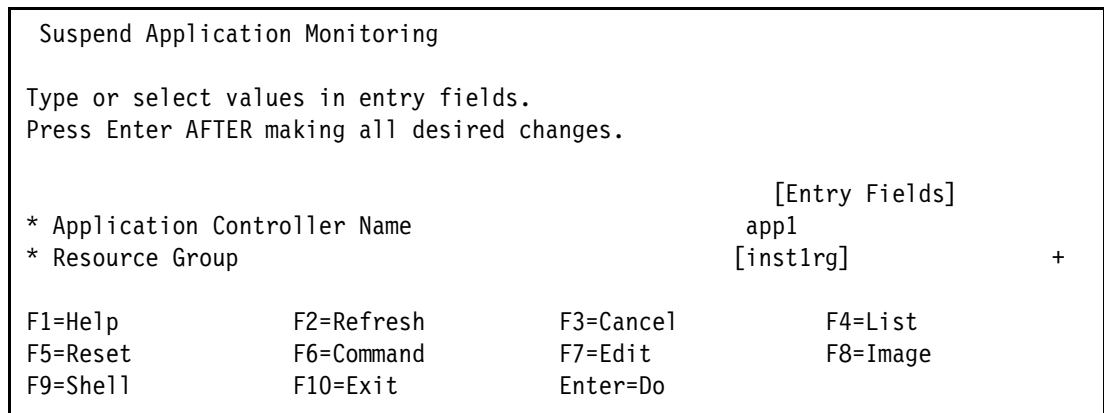 Suspend Application Monitoring
Type or select values in entry fields.
Press Enter AFTER making all desired changes.
[Entry Fields]
* Application Controller Name app1
* Resource Group [inst1rg] +
F1=Help F2=Refresh F3=Cancel F4=List
F5=Reset F6=Command F7=Edit F8=Image
F9=Shell F10=Exit Enter=Do